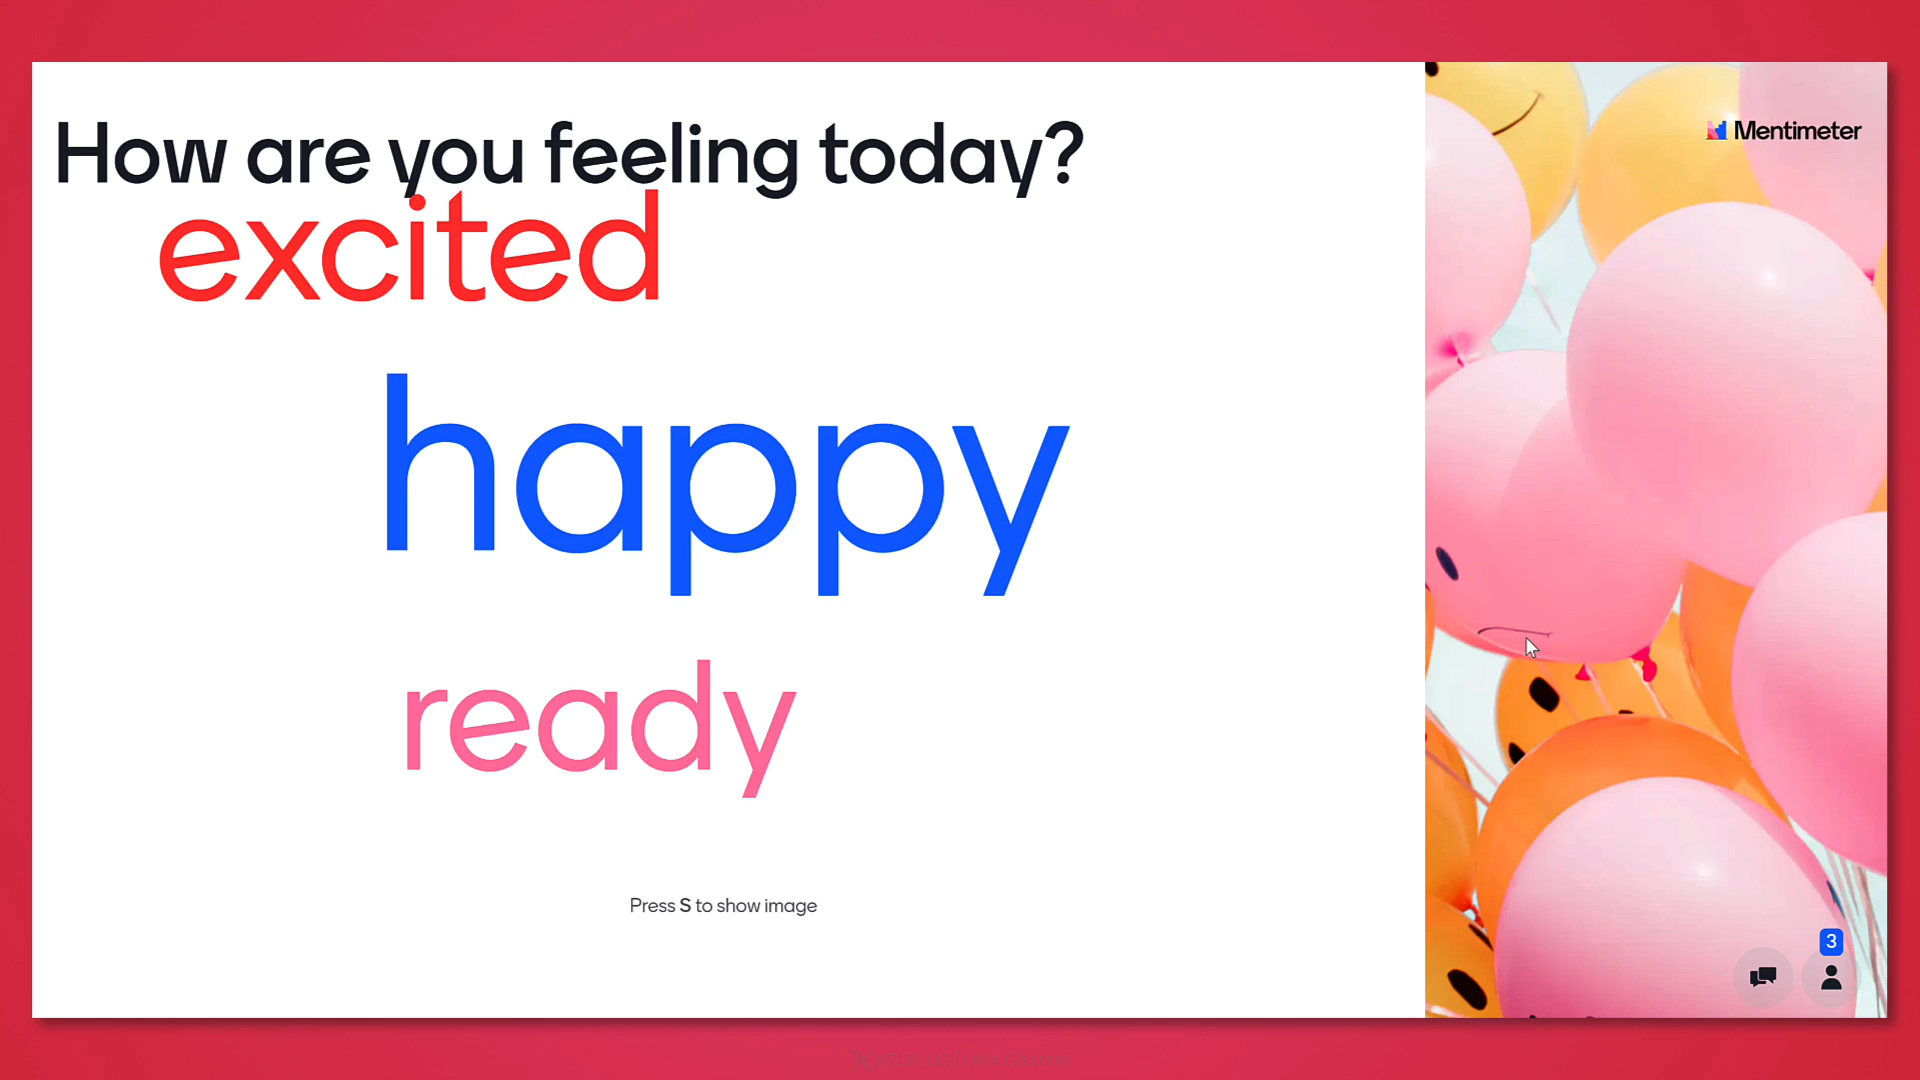 How are you feeling today?
Mentimeter
excited
happy
ready
Press S to show image
3